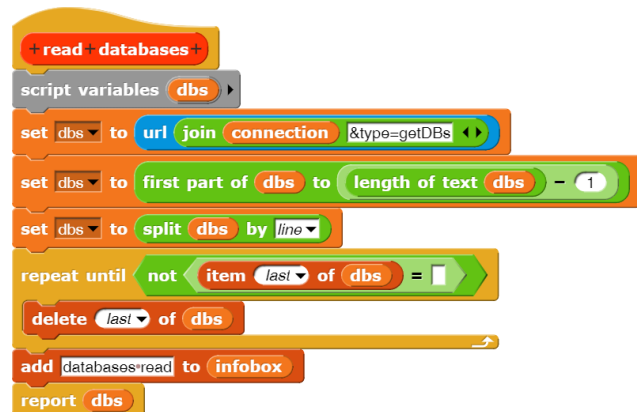 +read+databases+
script variables dbs
set dbs to url join connection &type=getDBs
set dbs to first part of dbs to length of text dbs - 1
set dbs to split dbs by line
repeat until not item last of dbs =
delete last of dbs
add databases•read to infobox
report dbs